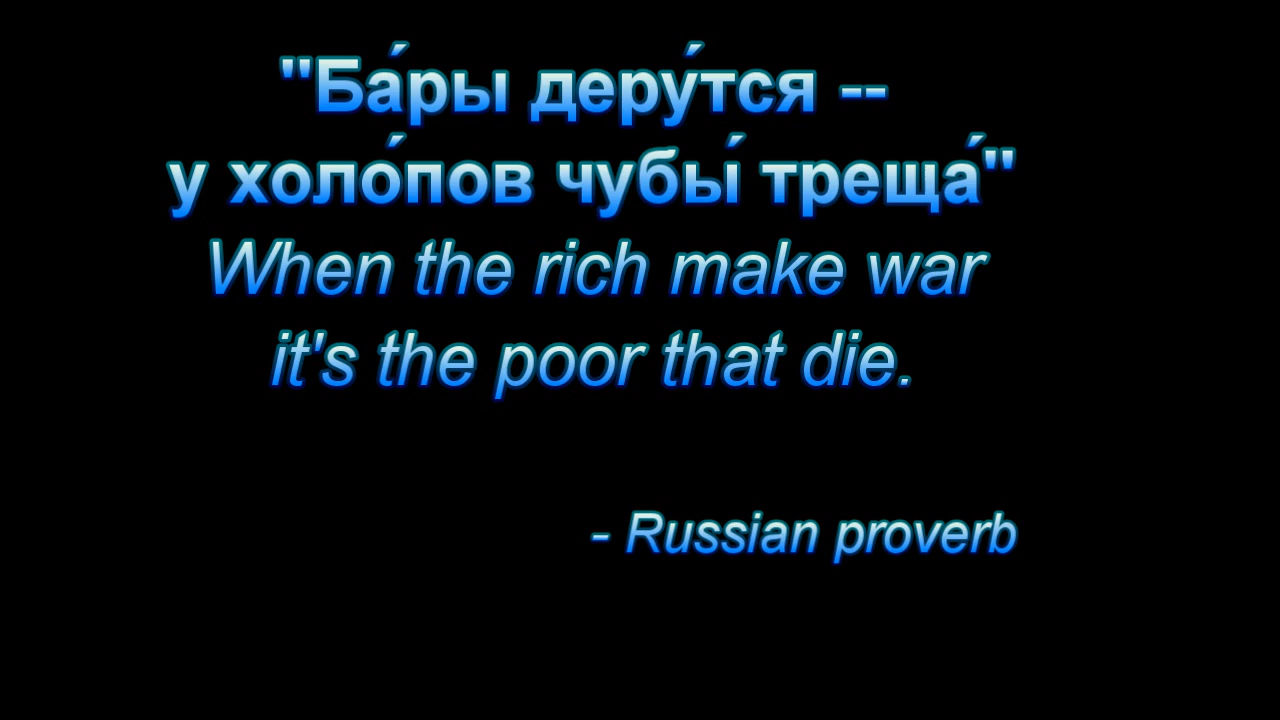 "Ба́ры деру́тся --
у холо́пов чубы́ треща́"
When the rich make war
it's the poor that die.
- Russian proverb